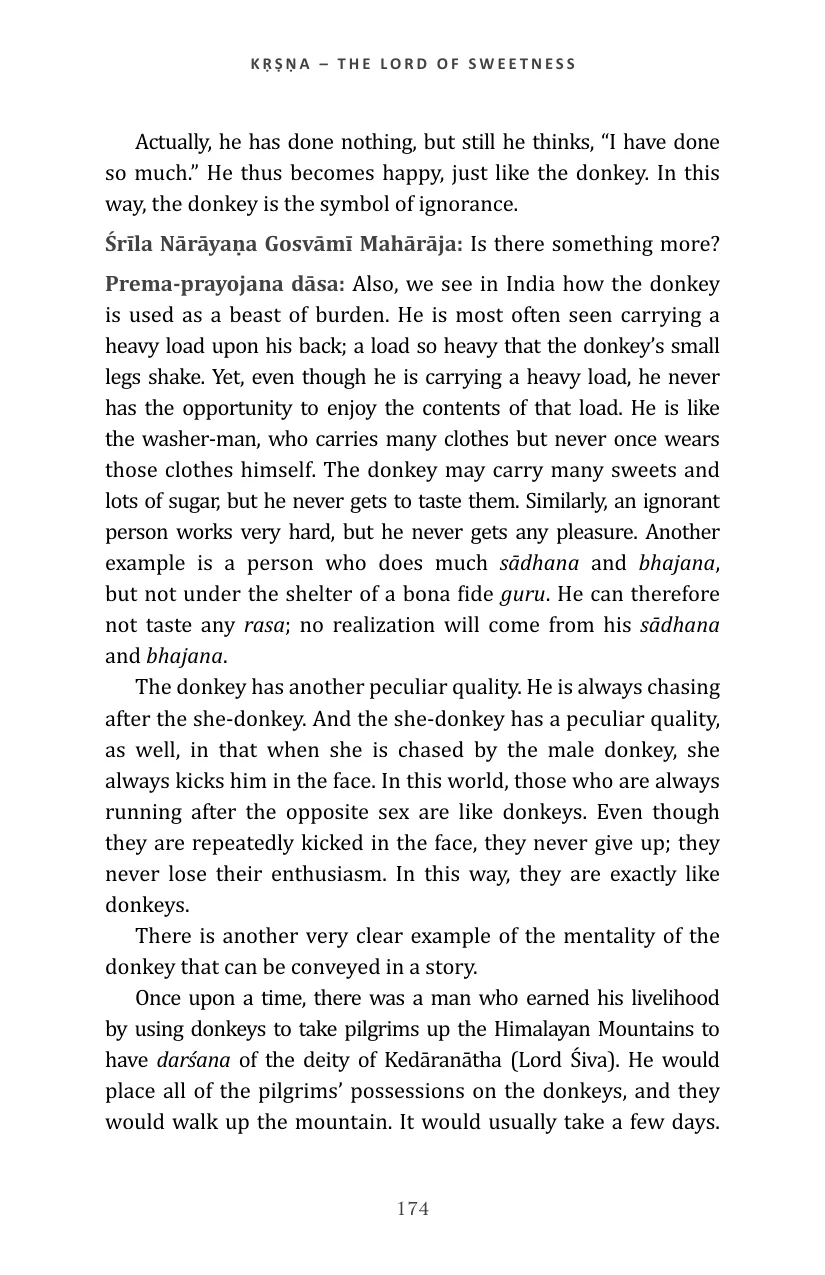 KṚṢṆA – THE LORD OF SWEETNESS
Actually, he has done nothing, but still he thinks, “I have done
so much.” He thus becomes happy, just like the donkey. In this
way, the donkey is the symbol of ignorance.
Śrīla Nārāyaṇa Gosvāmī Mahārāja: Is there something more?
Prema-prayojana dāsa: Also, we see in India how the donkey
is used as a beast of burden. He is most often seen carrying a
heavy load upon his back; a load so heavy that the donkey’s small
legs shake. Yet, even though he is carrying a heavy load, he never
has the opportunity to enjoy the contents of that load. He is like
the washer-man, who carries many clothes but never once wears
those clothes himself. The donkey may carry many sweets and
lots of sugar, but he never gets to taste them. Similarly, an ignorant
person works very hard, but he never gets any pleasure. Another
example is a person who does much sādhana and bhajana,
but not under the shelter of a bona fide guru. He can therefore
not taste any rasa; no realization will come from his sādhana
and bhajana.
The donkey has another peculiar quality. He is always chasing
after the she-donkey. And the she-donkey has a peculiar quality,
as well, in that when she is chased by the male donkey, she
always kicks him in the face. In this world, those who are always
running after the opposite sex are like donkeys. Even though
they are repeatedly kicked in the face, they never give up; they
never lose their enthusiasm. In this way, they are exactly like
donkeys.
There is another very clear example of the mentality of the
donkey that can be conveyed in a story.
Once upon a time, there was a man who earned his livelihood
by using donkeys to take pilgrims up the Himalayan Mountains to
have darśana of the deity of Kedāranātha (Lord Śiva). He would
place all of the pilgrims’ possessions on the donkeys, and they
would walk up the mountain. It would usually take a few days.
174